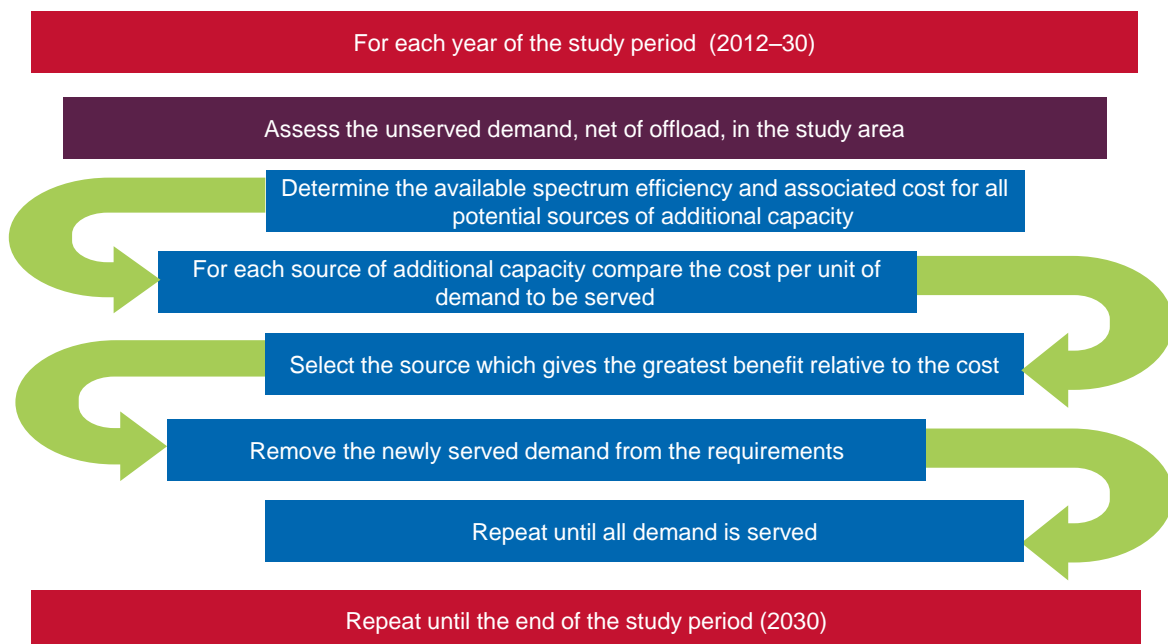 For each year of the study period  (2012–30)
Assess the unserved demand, net of offload, in the study area
Determine the available spectrum efficiency and associated cost for all
potential sources of additional capacity
For each source of additional capacity compare the cost per unit of
demand to be served
Select the source which gives the greatest benefit relative to the cost
Remove the newly served demand from the requirements
Repeat until all demand is served
Repeat until the end of the study period (2030)